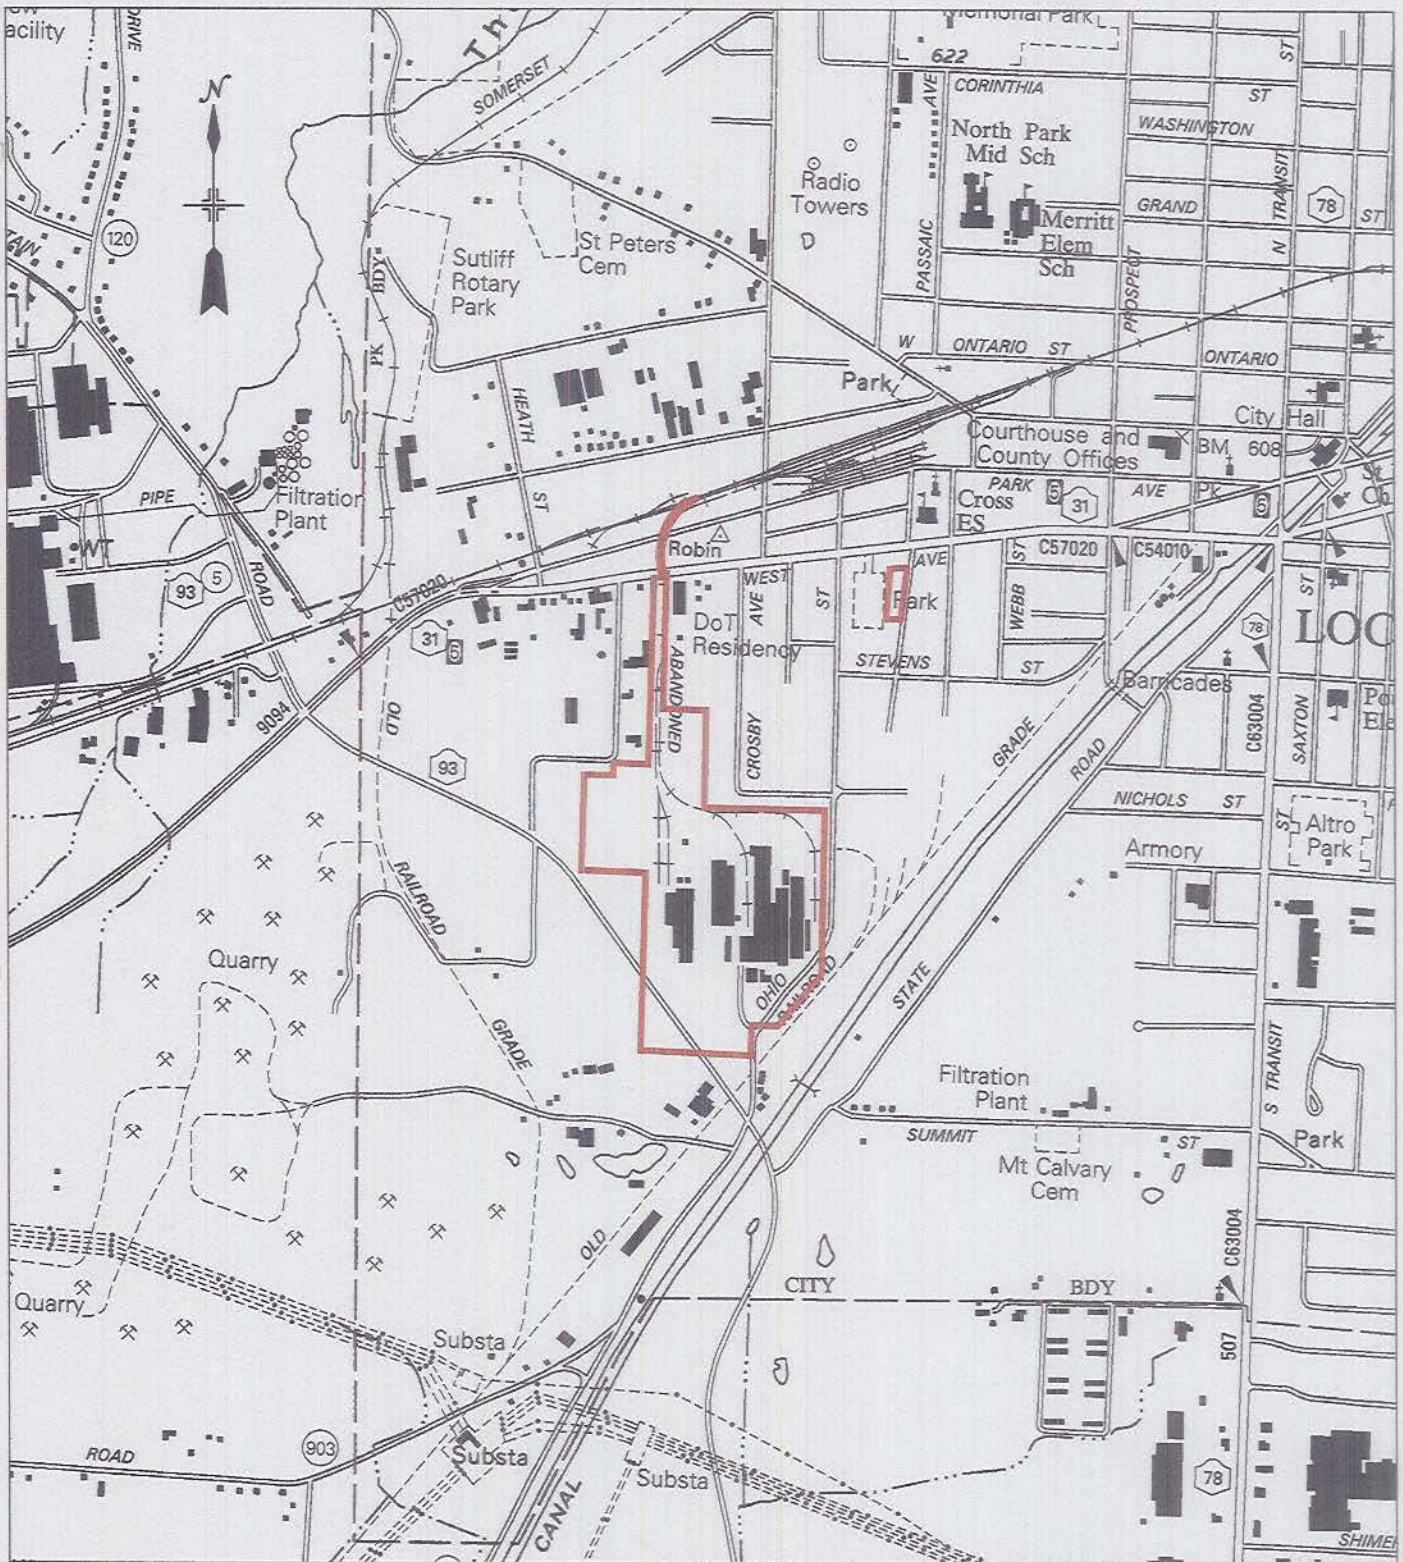 acility
DRIVE
N
SOMERSET
Memorial Park
622
CORINTHIA
ST
WASHINGTON
ST
North Park
Mid Sch
AVE
PASSAIC
Radio
Towers
Merritt
Elem
Sch
GRAND
ST
TRANSIT
N
78
PROSPECT
120
St Peters
Cem
Sutliff
Rotary
Park
BDY
PK
W
ONTARIO
ST
ONTARIO
Park
HEATH
ST
City Hall
Courthouse and
County Offices
BM
608
PARK
AVE
Pk
5
31
5
St
Ch
Cross
ES
PIPE
Filtration
Plant
WT
93
5
ROAD
Robin
C57020
C54010
C57020
AVE
WEST
AVE
ST
Park
ST
WEBB
ST
LOC
DoT
Residency
31
5
STEVENS
ST
78
ABANDONED
Barricades
OLD
9094
93
CROSBY
GRADE
ROAD
C63004
SAXTON
NICHOLS
ST
ST
Altro
Park
Armory
RAILROAD
Quarry
OHIO
RAILROAD
STATE
GRADE
S TRANSIT
Filtration
Plant
SUMMIT
ST
Park
Mt Calvary
Cem
OLD
C63004
CITY
BDY
Quarry
Substa
507
ROAD
903
Substa
Substa
78
CANAL